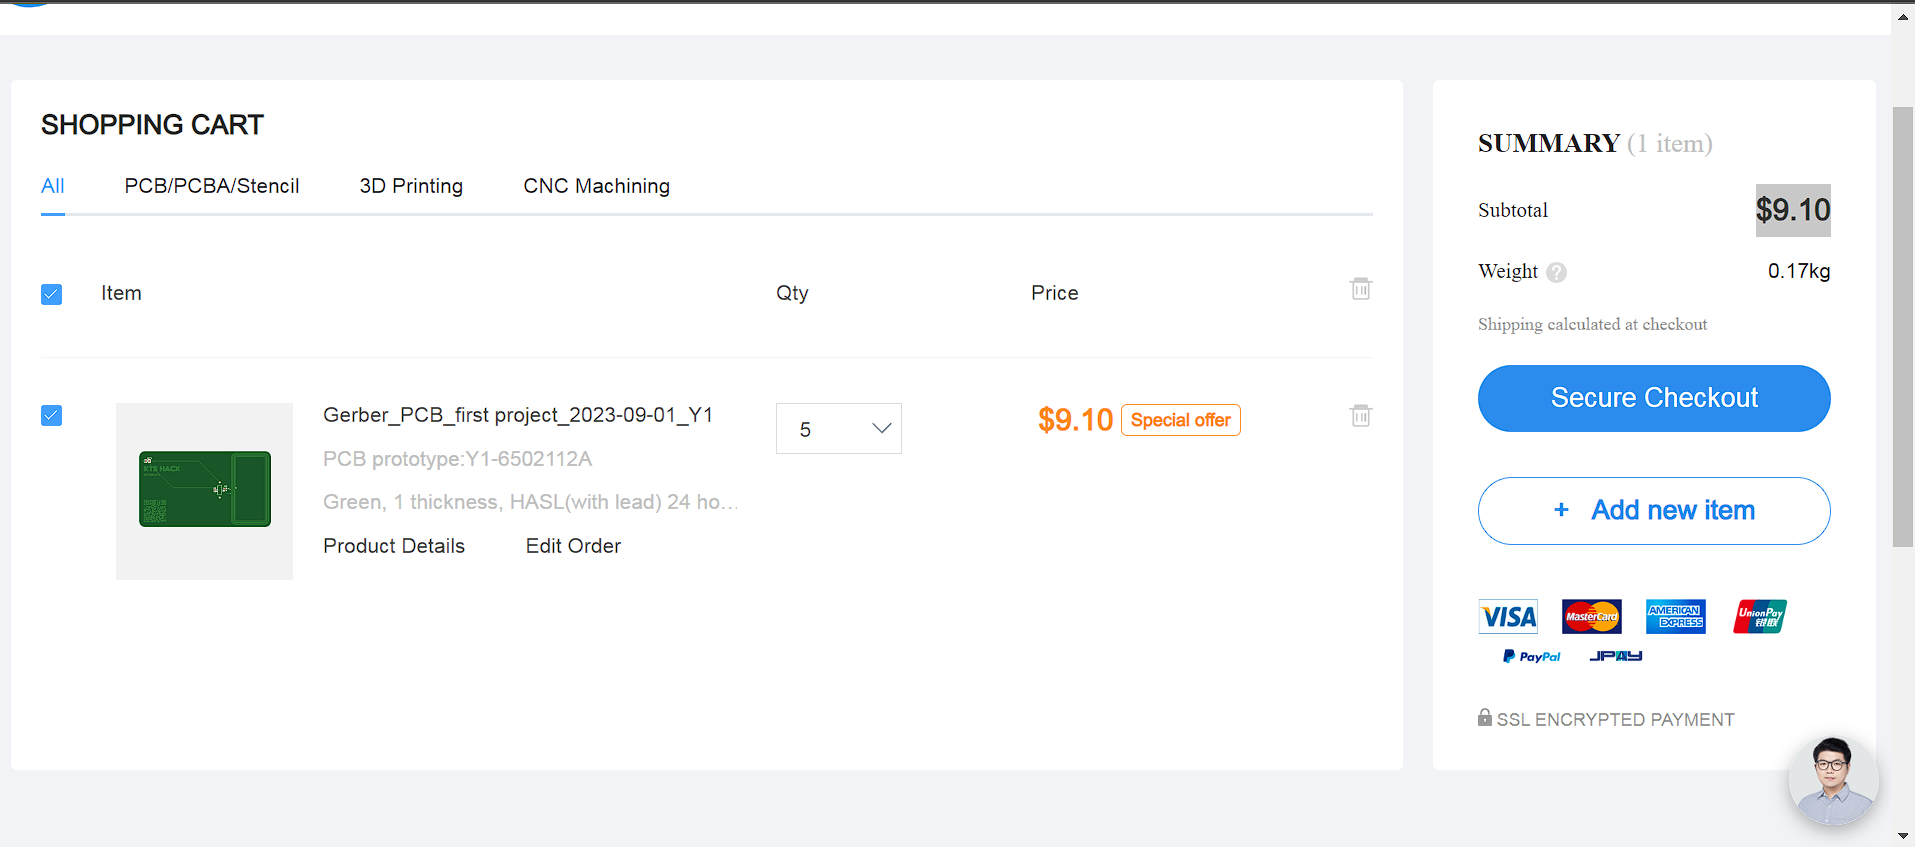 SHOPPING CART
All PCB/PCBA/Stencil 3D Printing CNC Machining
Item Qty Price
Gerber_PCB_first project_2023-09-01_Y1
PCB prototype:Y1-6502112A
Green, 1 thickness, HASL(with lead) 24 ho...
Product Details Edit Order
KTS HACX
5
$9.10 Special offer
SUMMARY (1 item)
Subtotal $9.10
Weight ? 0.17kg
Shipping calculated at checkout
Secure Checkout
+ Add new item
VISA MasterCard AMERICAN EXPRESS UnionPay 银联
PayPal JPAY
SSL ENCRYPTED PAYMENT